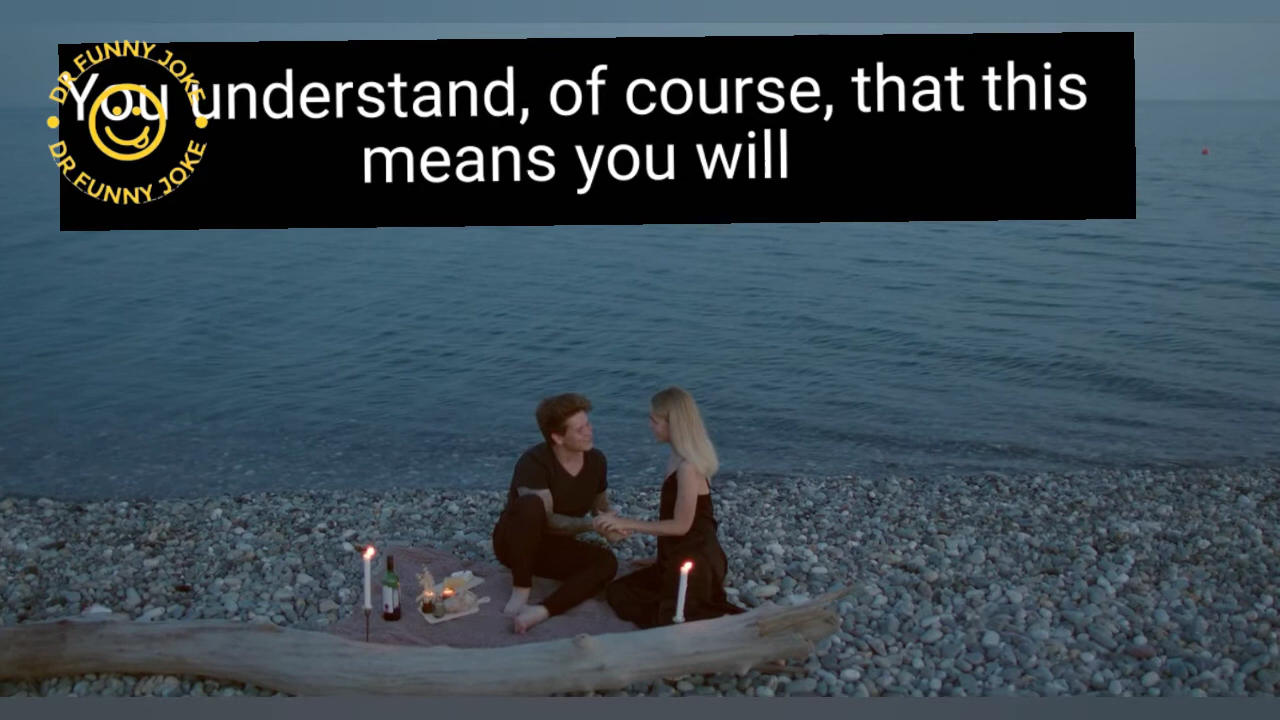 DR FUNNY JOKE
You understand, of course, that this
means you will
DR FUNNY JOKE